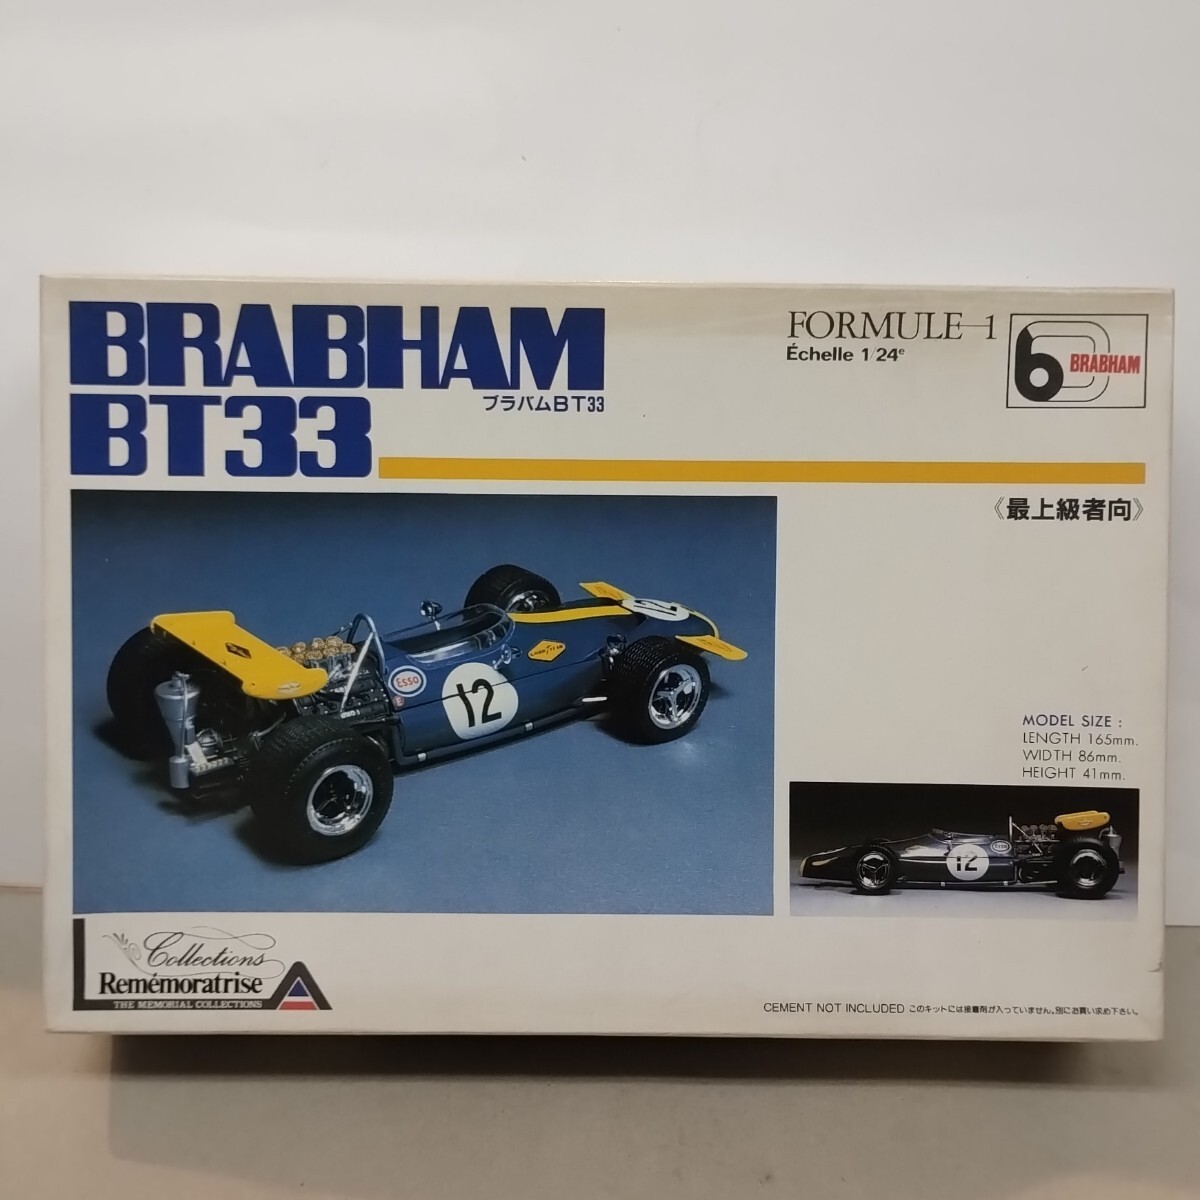 BRABHAM
BT33
ブラバムBT33
FORMULE-1
Échelle 1/24e
6 BRABHAM
《最上級者向》
12
12
Esso
E
MODEL SIZE :
LENGTH 165mm.
WIDTH 86mm.
HEIGHT 41mm.
12
Esso
Collections
Remémoratrise
THE MEMORIAL COLLECTIONS
CEMENT NOT INCLUDED このキットには接着剤が入っていません。別にお買い求め下さい。